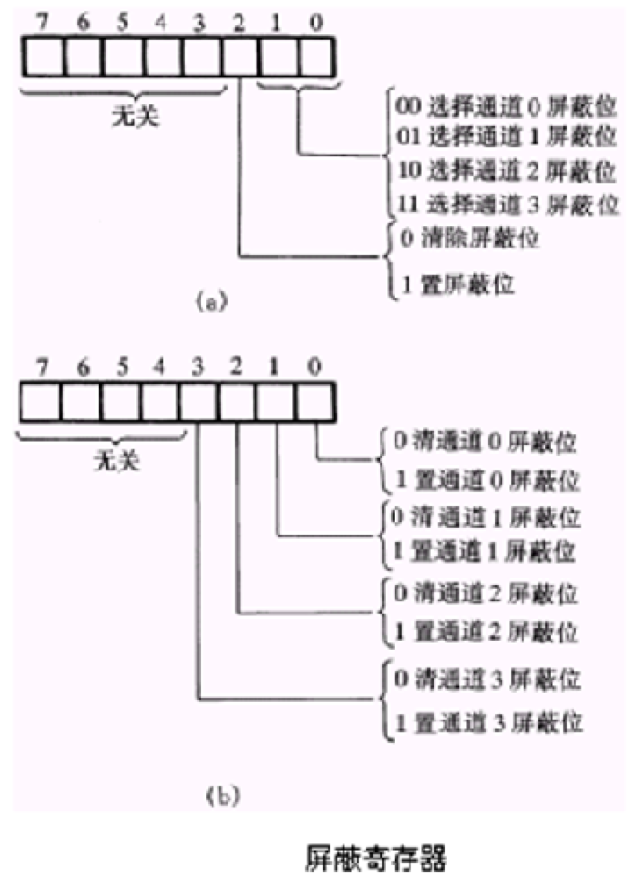 7 6 5 4 3 2 1 0
无关
00 选择通道 0 屏蔽位
01 选择通道 1 屏蔽位
10 选择通道 2 屏蔽位
11 选择通道 3 屏蔽位
0 清除屏蔽位
1 置屏蔽位
(a)
7 6 5 4 3 2 1 0
无关
0 清通道 0 屏蔽位
1 置通道 0 屏蔽位
0 清通道 1 屏蔽位
1 置通道 1 屏蔽位
0 清通道 2 屏蔽位
1 置通道 2 屏蔽位
0 清通道 3 屏蔽位
1 置通道 3 屏蔽位
(b)
屏蔽寄存器